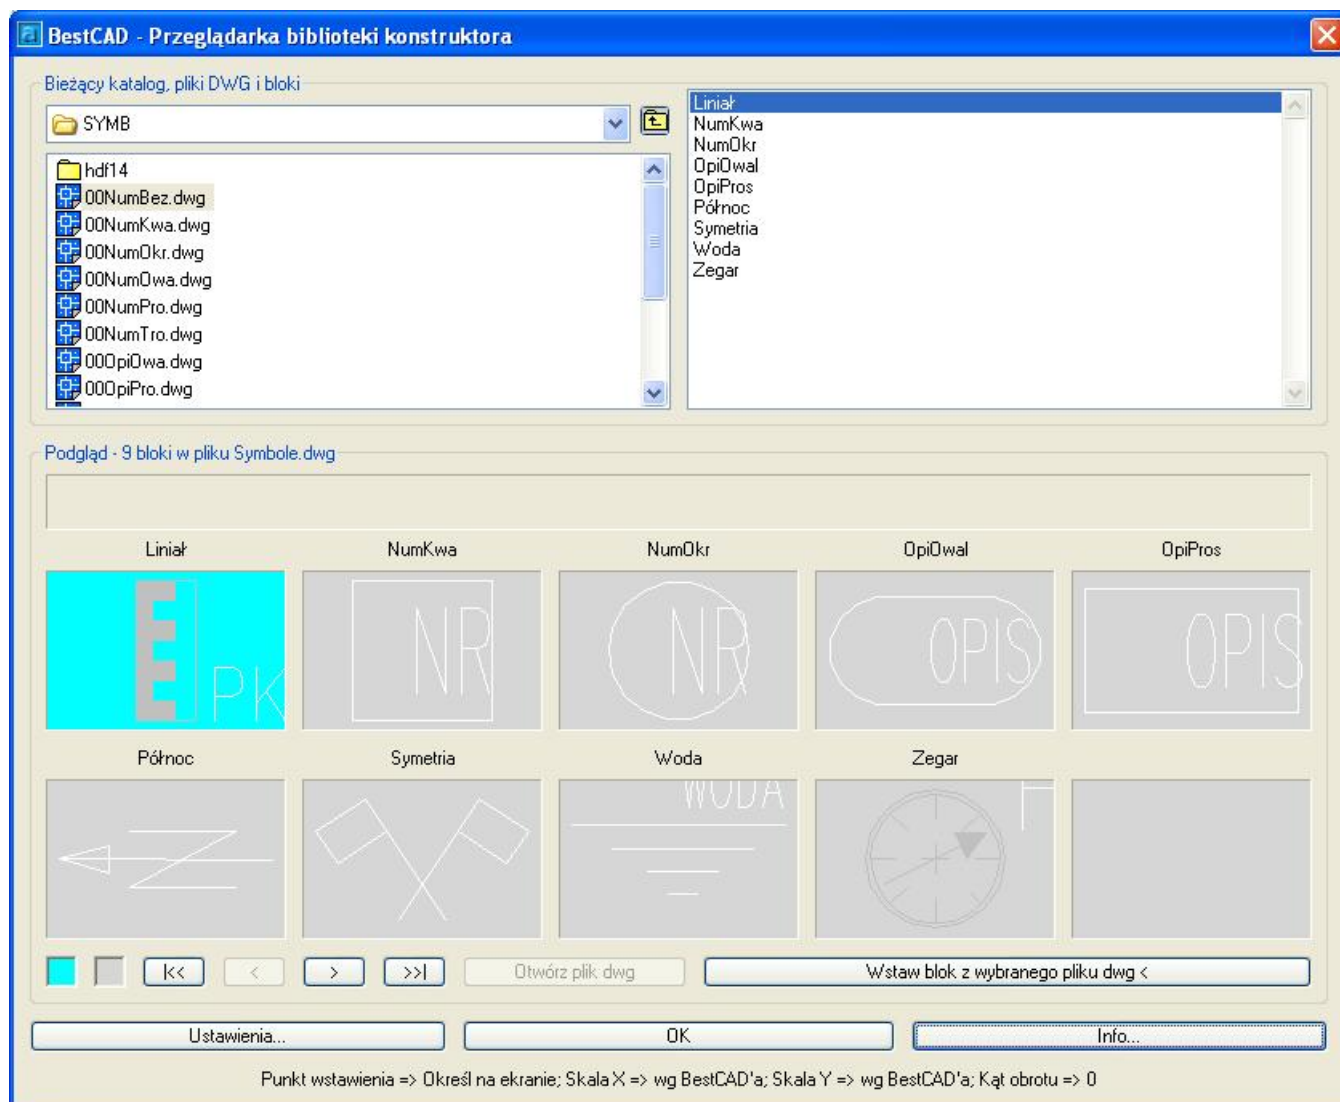 BestCAD - Przeglądarka biblioteki konstruktora
Bieżący katalog, pliki DWG i bloki
SYMB
hdf14
00NumBez.dwg
00NumKwa.dwg
00NumOkr.dwg
00NumOwa.dwg
00NumPro.dwg
00NumTro.dwg
00OpiOwa.dwg
00OpiPro.dwg
Liniał
NumKwa
NumOkr
OpiOwal
OpiPros
Północ
Symetria
Woda
Zegar
Podgląd - 9 bloki w pliku Symbole.dwg
Liniał NumKwa NumOkr OpiOwal OpiPros
PK NR NR OPIS OPIS
Północ Symetria Woda Zegar
WODA
|<< < > >>| Otwórz plik dwg Wstaw blok z wybranego pliku dwg <
Ustawienia... OK Info...
Punkt wstawienia => Określ na ekranie; Skala X => wg BestCAD'a; Skala Y => wg BestCAD'a; Kąt obrotu => 0